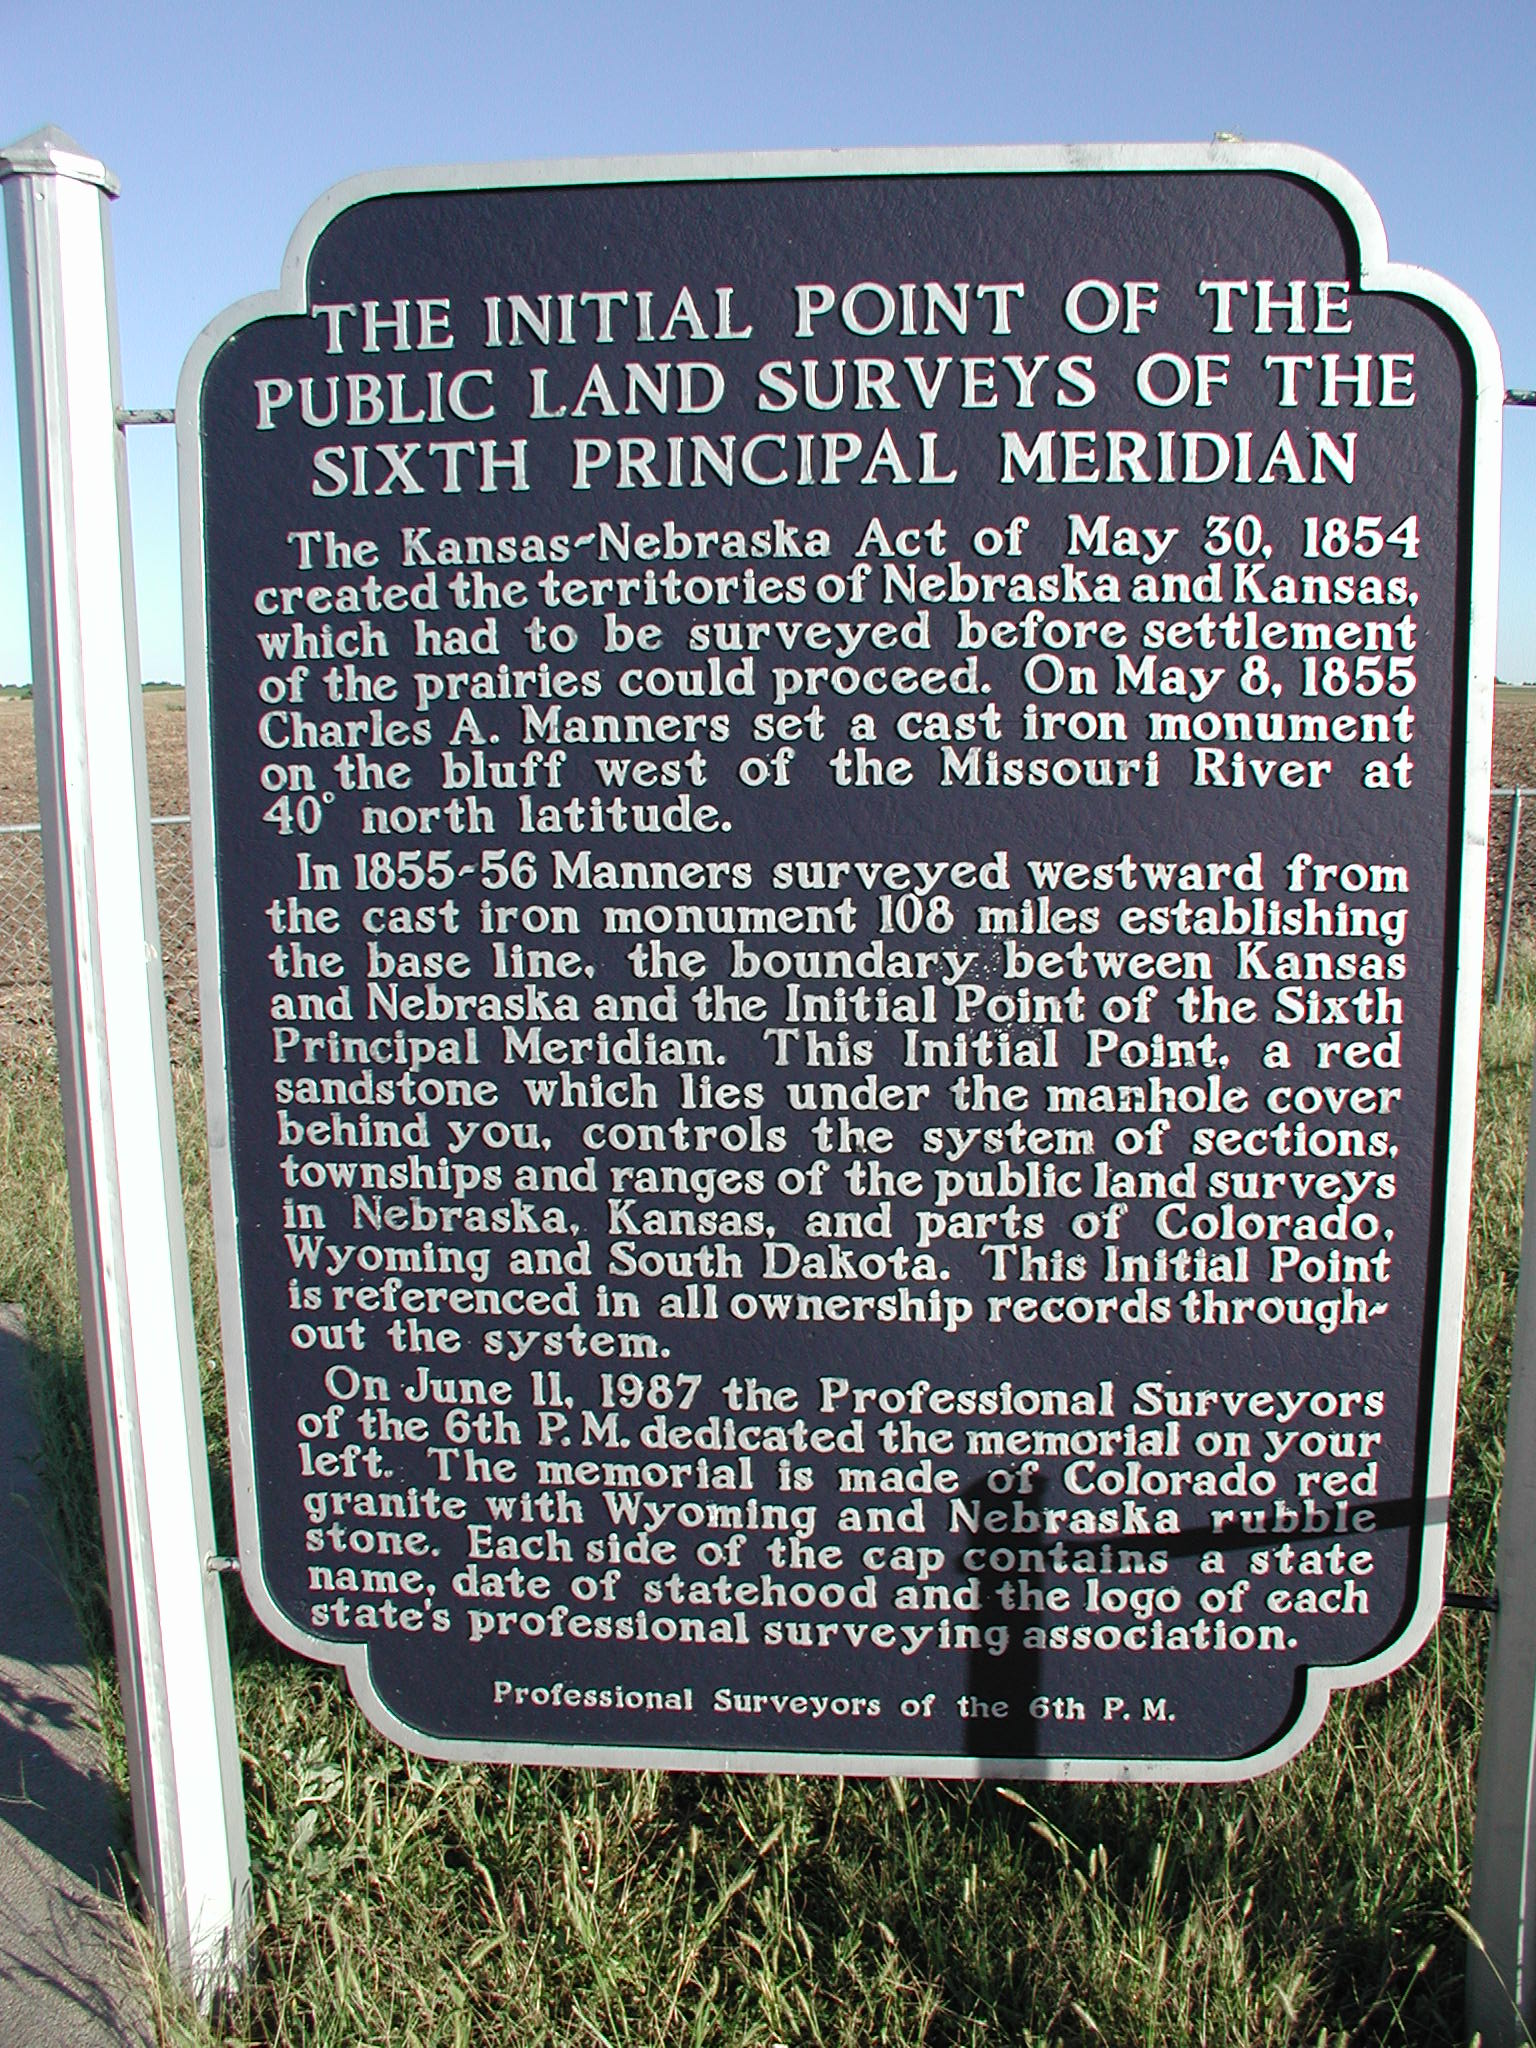 THE INITIAL POINT OF THE
PUBLIC LAND SURVEYS OF THE
SIXTH PRINCIPAL MERIDIAN
The Kansas-Nebraska Act of May 30, 1854
created the territories of Nebraska and Kansas,
which had to be surveyed before settlement
of the prairies could proceed. On May 8, 1855
Charles A. Manners set a cast iron monument
on the bluff west of the Missouri River at
40° north latitude.
In 1855-56 Manners surveyed westward from
the cast iron monument 108 miles establishing
the base line, the boundary between Kansas
and Nebraska and the Initial Point of the Sixth
Principal Meridian. This Initial Point, a red
sandstone which lies under the manhole cover
behind you, controls the system of sections,
townships and ranges of the public land surveys
in Nebraska, Kansas, and parts of Colorado,
Wyoming and South Dakota. This Initial Point
is referenced in all ownership records through-
out the system.
On June 11, 1987 the Professional Surveyors
of the 6th P.M. dedicated the memorial on your
left. The memorial is made of Colorado red
granite with Wyoming and Nebraska rubble
stone. Each side of the cap contains a state
name, date of statehood and the logo of each
state's professional surveying association.
Professional Surveyors of the 6th P.M.